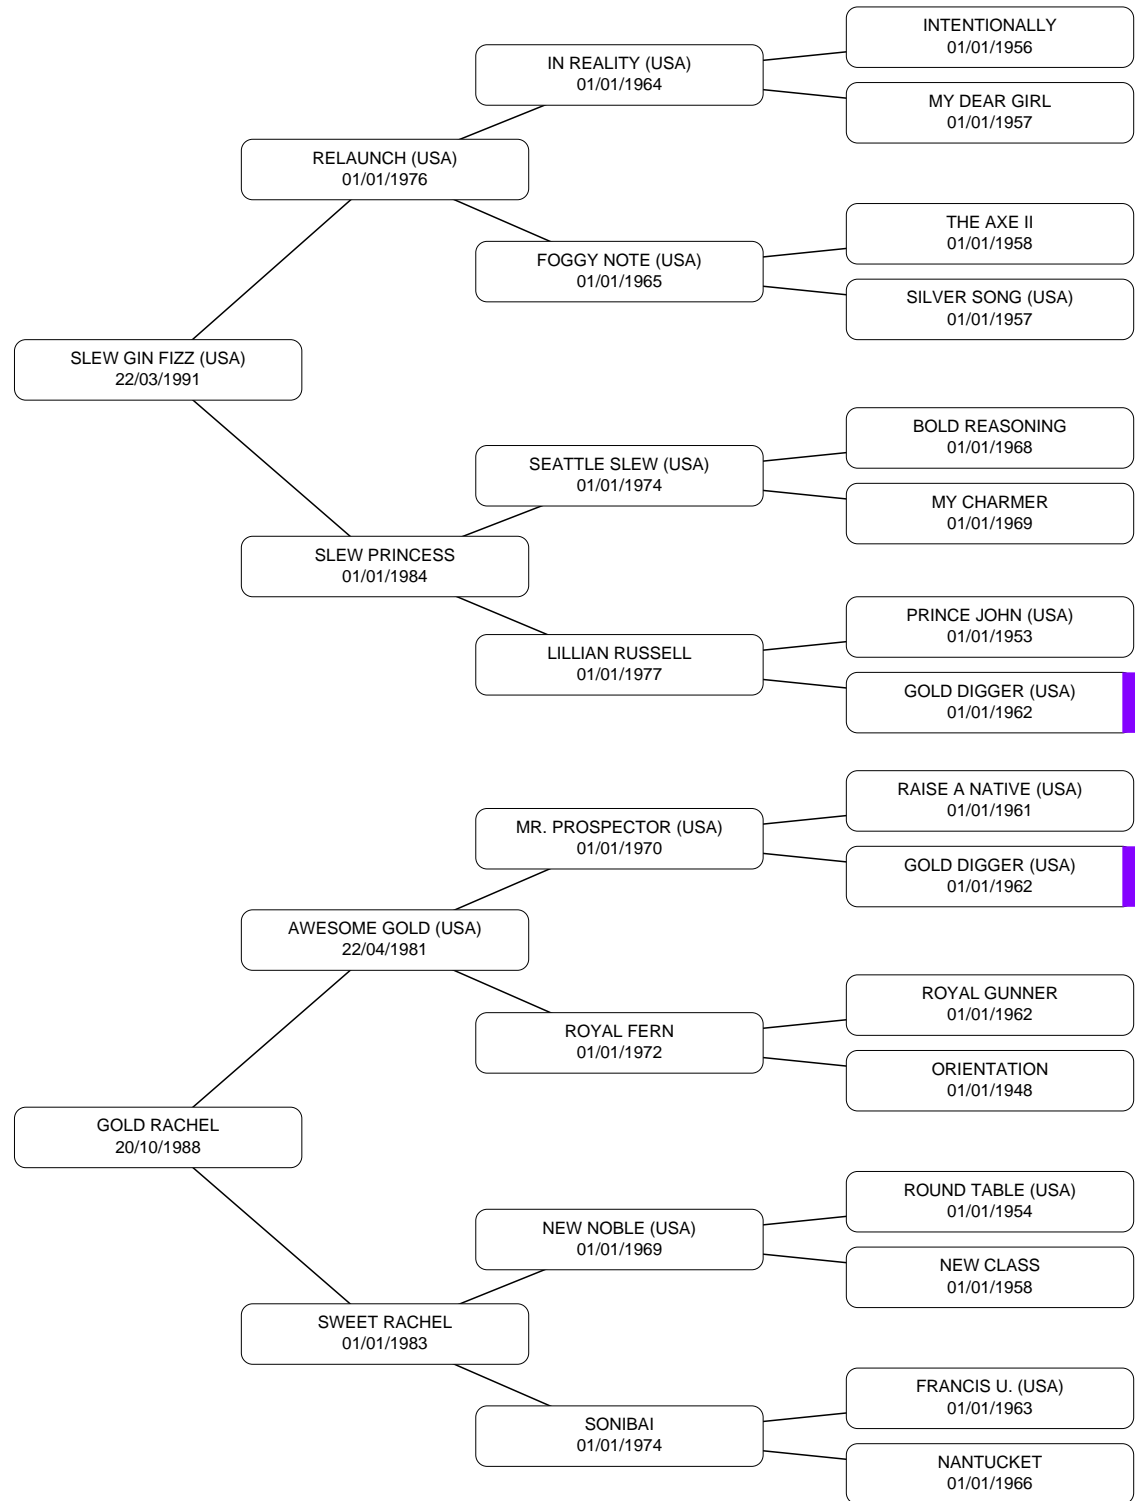 INTENTIONALLY
01/01/1956
IN REALITY (USA)
01/01/1964
MY DEAR GIRL
01/01/1957
RELAUNCH (USA)
01/01/1976
THE AXE II
01/01/1958
FOGGY NOTE (USA)
01/01/1965
SILVER SONG (USA)
01/01/1957
SLEW GIN FIZZ (USA)
22/03/1991
BOLD REASONING
01/01/1968
SEATTLE SLEW (USA)
01/01/1974
MY CHARMER
01/01/1969
SLEW PRINCESS
01/01/1984
PRINCE JOHN (USA)
01/01/1953
LILLIAN RUSSELL
01/01/1977
GOLD DIGGER (USA)
01/01/1962
RAISE A NATIVE (USA)
01/01/1961
MR. PROSPECTOR (USA)
01/01/1970
GOLD DIGGER (USA)
01/01/1962
AWESOME GOLD (USA)
22/04/1981
ROYAL GUNNER
01/01/1962
ROYAL FERN
01/01/1972
ORIENTATION
01/01/1948
GOLD RACHEL
20/10/1988
ROUND TABLE (USA)
01/01/1954
NEW NOBLE (USA)
01/01/1969
NEW CLASS
01/01/1958
SWEET RACHEL
01/01/1983
FRANCIS U. (USA)
01/01/1963
SONIBAI
01/01/1974
NANTUCKET
01/01/1966